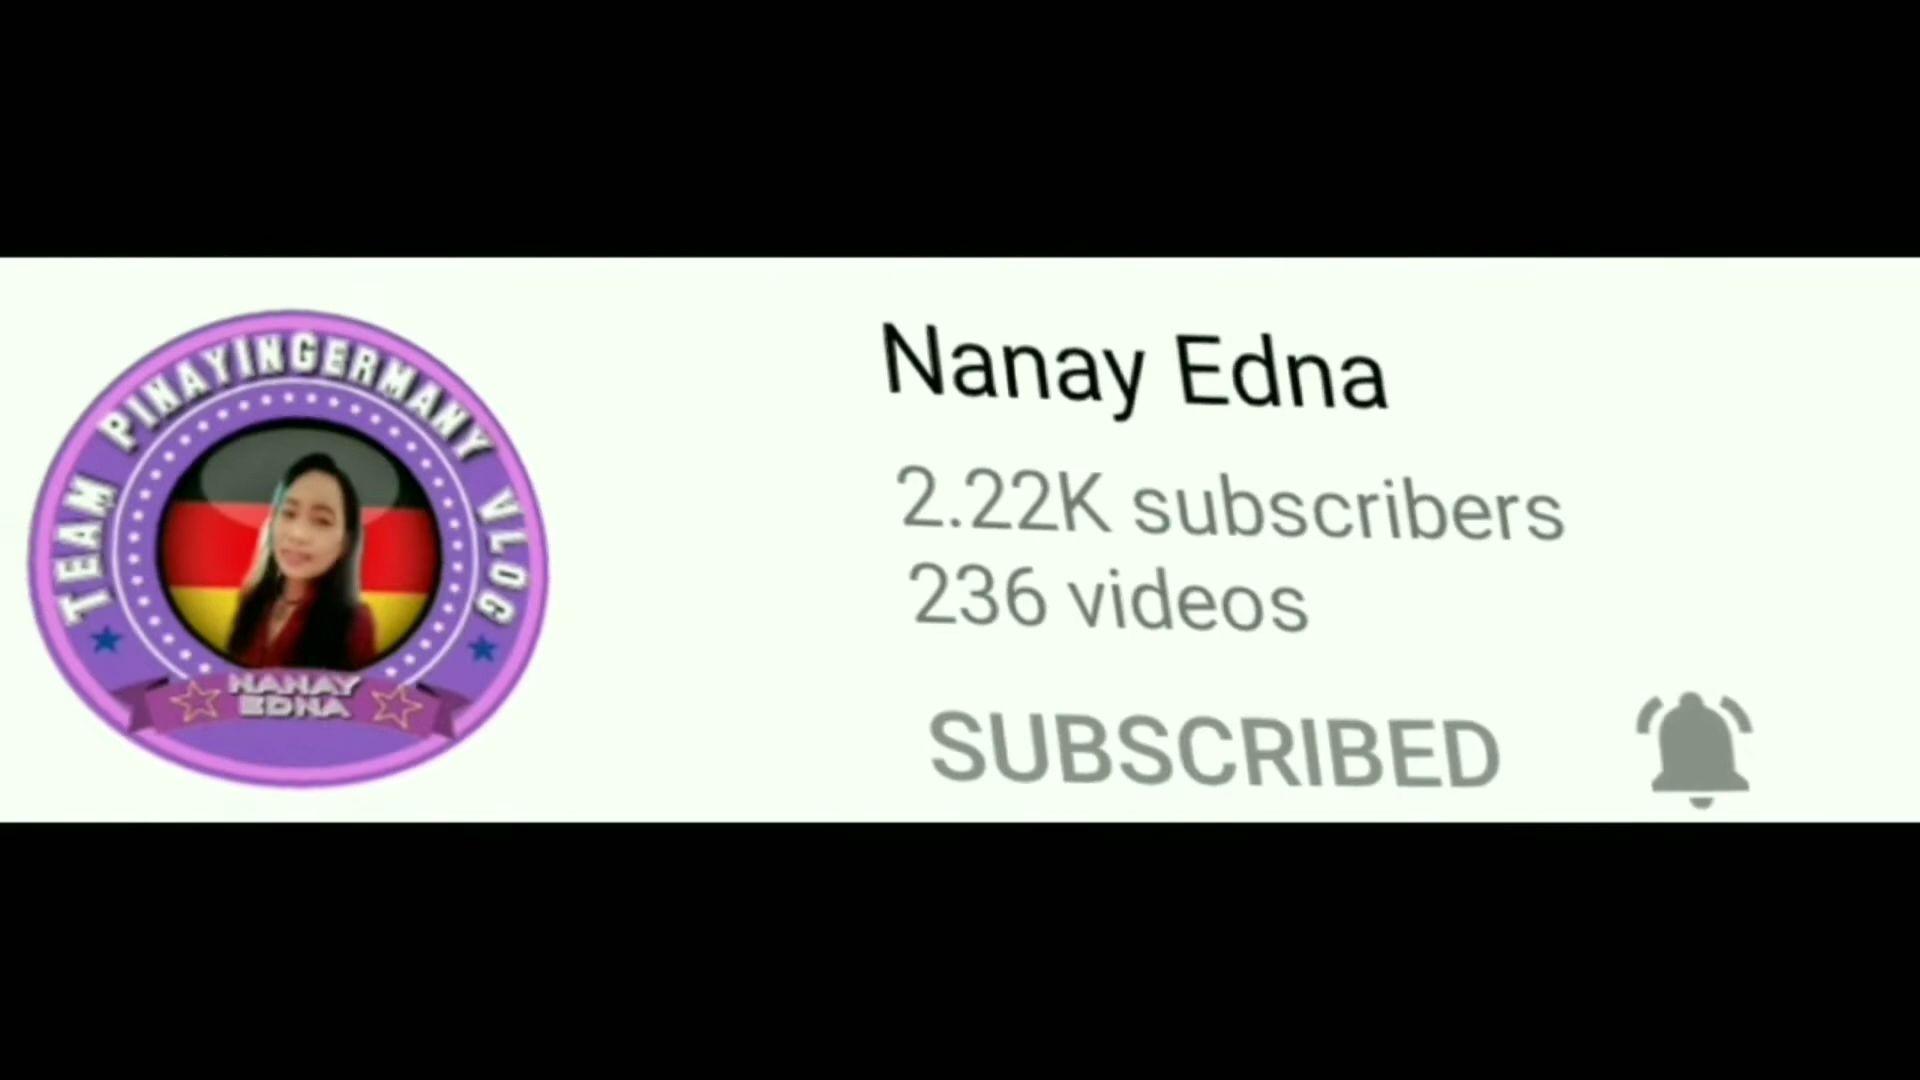 TEAM PINAYINGERMANY VLOG
NANAY
EDNA
Nanay Edna
2.22K subscribers
236 videos
SUBSCRIBED